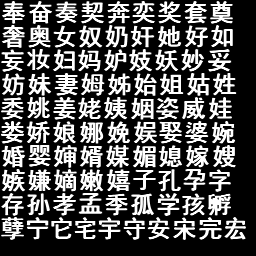 奉奋奏契奔奕奖套奠
奢奥女奴奶奸她好如
妄妆妇妈妒妓妖妙妥
妨妹妻姆姊始姐姑姓
委姚姜姥姨姻姿威娃
娄娇娘娜娩娱娶婆婉
婚婴婶婿媒媚媳嫁嫂
嫉嫌嫡嫩嬉子孔孕字
存孙孝孟季孤学孩孵
孽宁它宅宇守安宋完宏